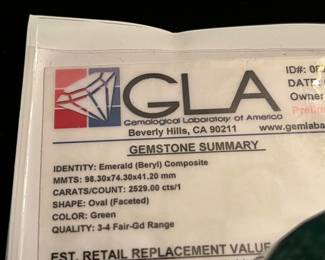 ID#:
DATE:
GLA
Owner
Gemological Laboratory of America
Beverly Hills, CA 90211
www.gemlaba
GEMSTONE SUMMARY
IDENTITY: Emerald (Beryl) Composite
MMTS: 98.30x74.30x41.20 mm
CARATS/COUNT: 2529.00 cts/1
SHAPE: Oval (Faceted)
COLOR: Green
QUALITY: 3-4 Fair-Gd Range
EST. RETAIL REPLACEMENT VALUE